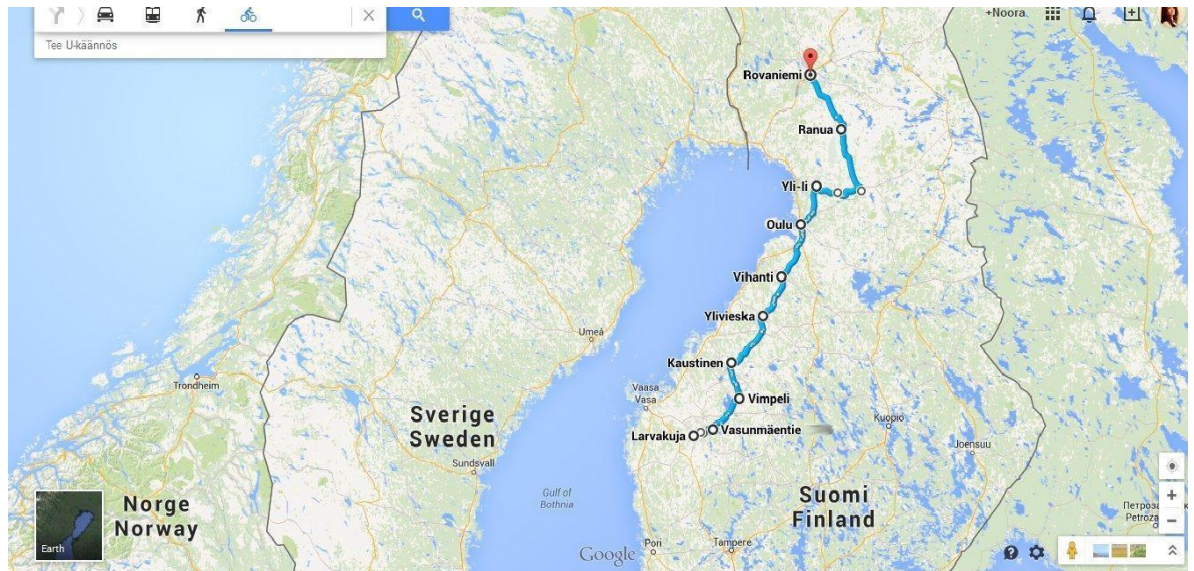 +Noora
Tee U-käännös
Rovaniemi
Ranua
Yli-Ii
Oulu
Vihanti
Ylivieska
Umeå
Kaustinen
Trondheim
Vaasa
Vasa
Vimpeli
Sverige
Sweden
Kuopio
Larvakuja
Vasunmäentie
Joensuu
Sundsvall
Gulf of
Bothnia
Suomi
Finland
Norge
Norway
Earth
Google
Pori
Tampere